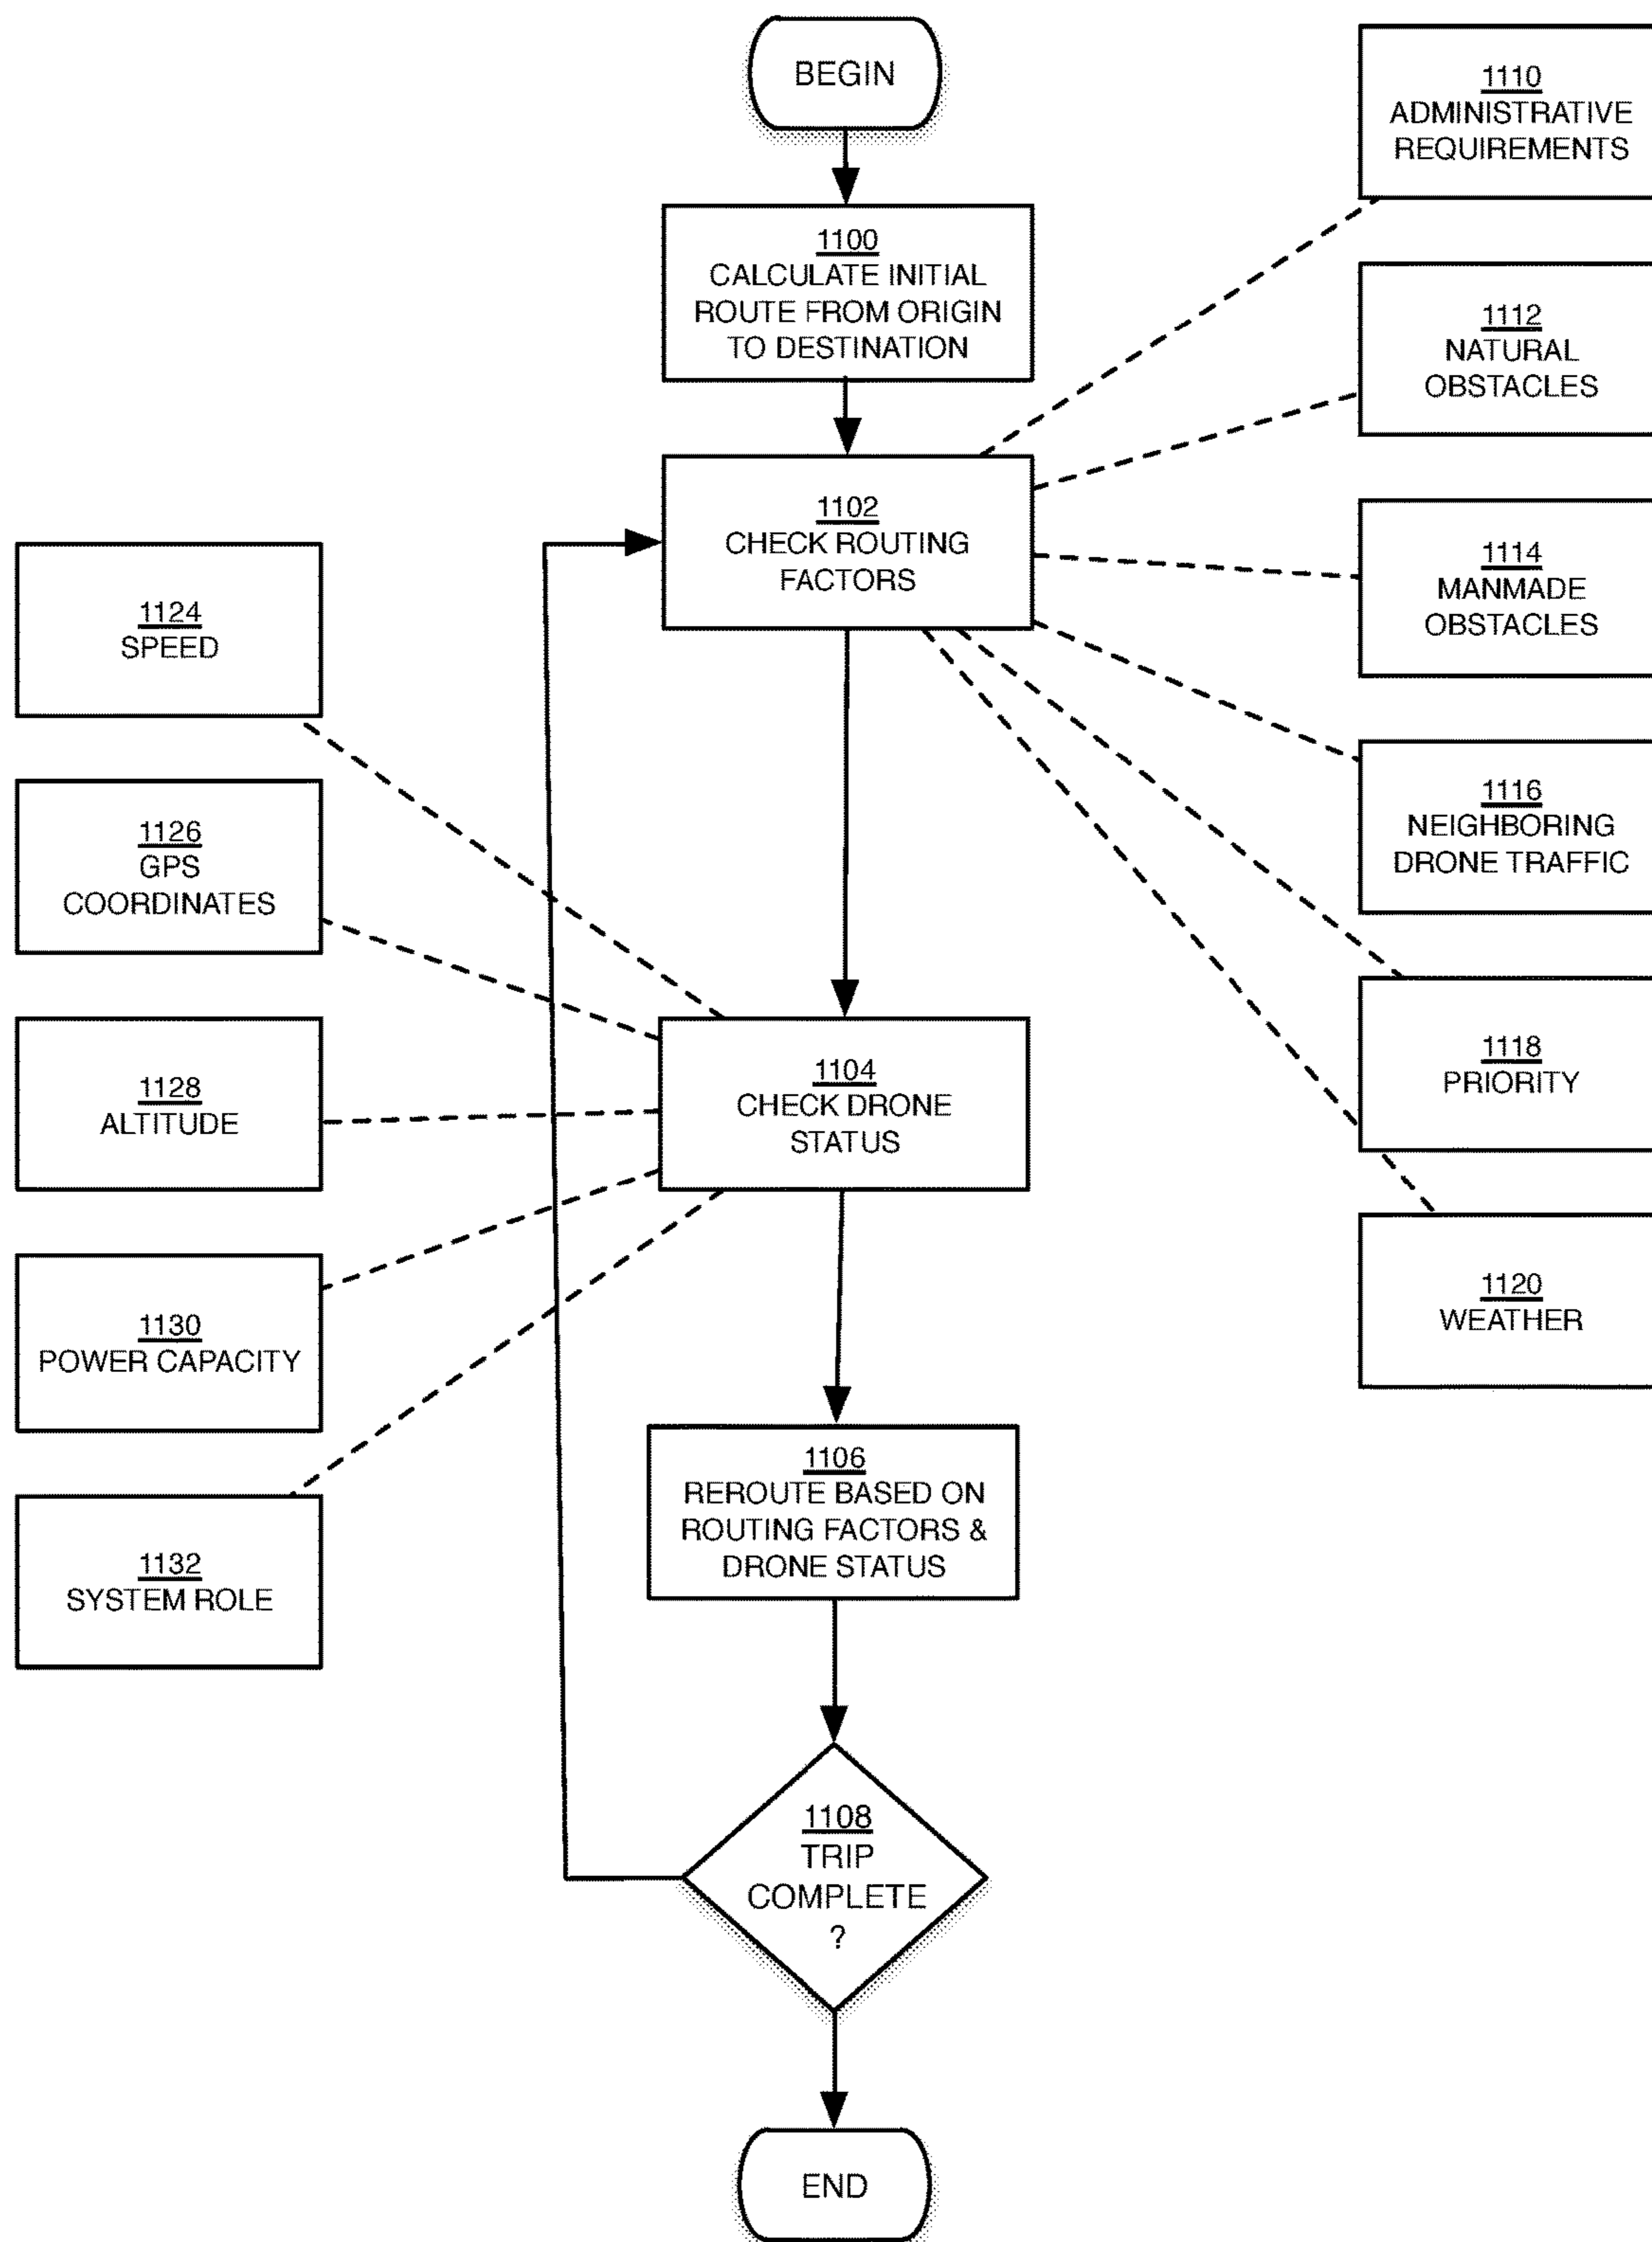 BEGIN
1100
CALCULATE INITIAL
ROUTE FROM ORIGIN
TO DESTINATION
1102
CHECK ROUTING
FACTORS
1104
CHECK DRONE
STATUS
1106
REROUTE BASED ON
ROUTING FACTORS &
DRONE STATUS
1108
TRIP
COMPLETE
?
END
1110
ADMINISTRATIVE
REQUIREMENTS
1112
NATURAL
OBSTACLES
1114
MANMADE
OBSTACLES
1116
NEIGHBORING
DRONE TRAFFIC
1118
PRIORITY
1120
WEATHER
1124
SPEED
1126
GPS
COORDINATES
1128
ALTITUDE
1130
POWER CAPACITY
1132
SYSTEM ROLE